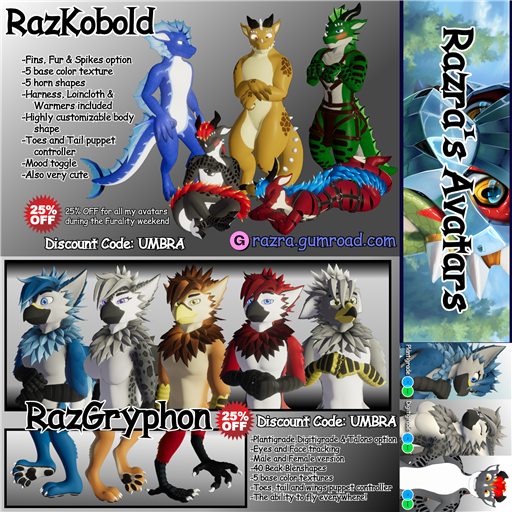 RazKobold
-Fins, Fur & Spikes option
-5 base color texture
-5 horn shapes
-Harness, Loincloth &
Warmers included
-Highly customizable body
shape
-Toes and Tail puppet
controller
-Mood toggle
-Also very cute
25%
OFF
25% OFF for all my avatars
during the Furality weekend
Discount Code: UMBRA
G razra.gumroad.com
Razra's Avatars
RazGryphon
25%
OFF
Discount Code: UMBRA
-Plantigrade, Digitigrade & Talons option
-Eyes and Face tracking
-Male and Female version
-40 Beak Blendshapes
-5 base color textures
-Toes, tail and wings puppet controller
-The ability to fly everywhere!
Plantigrade